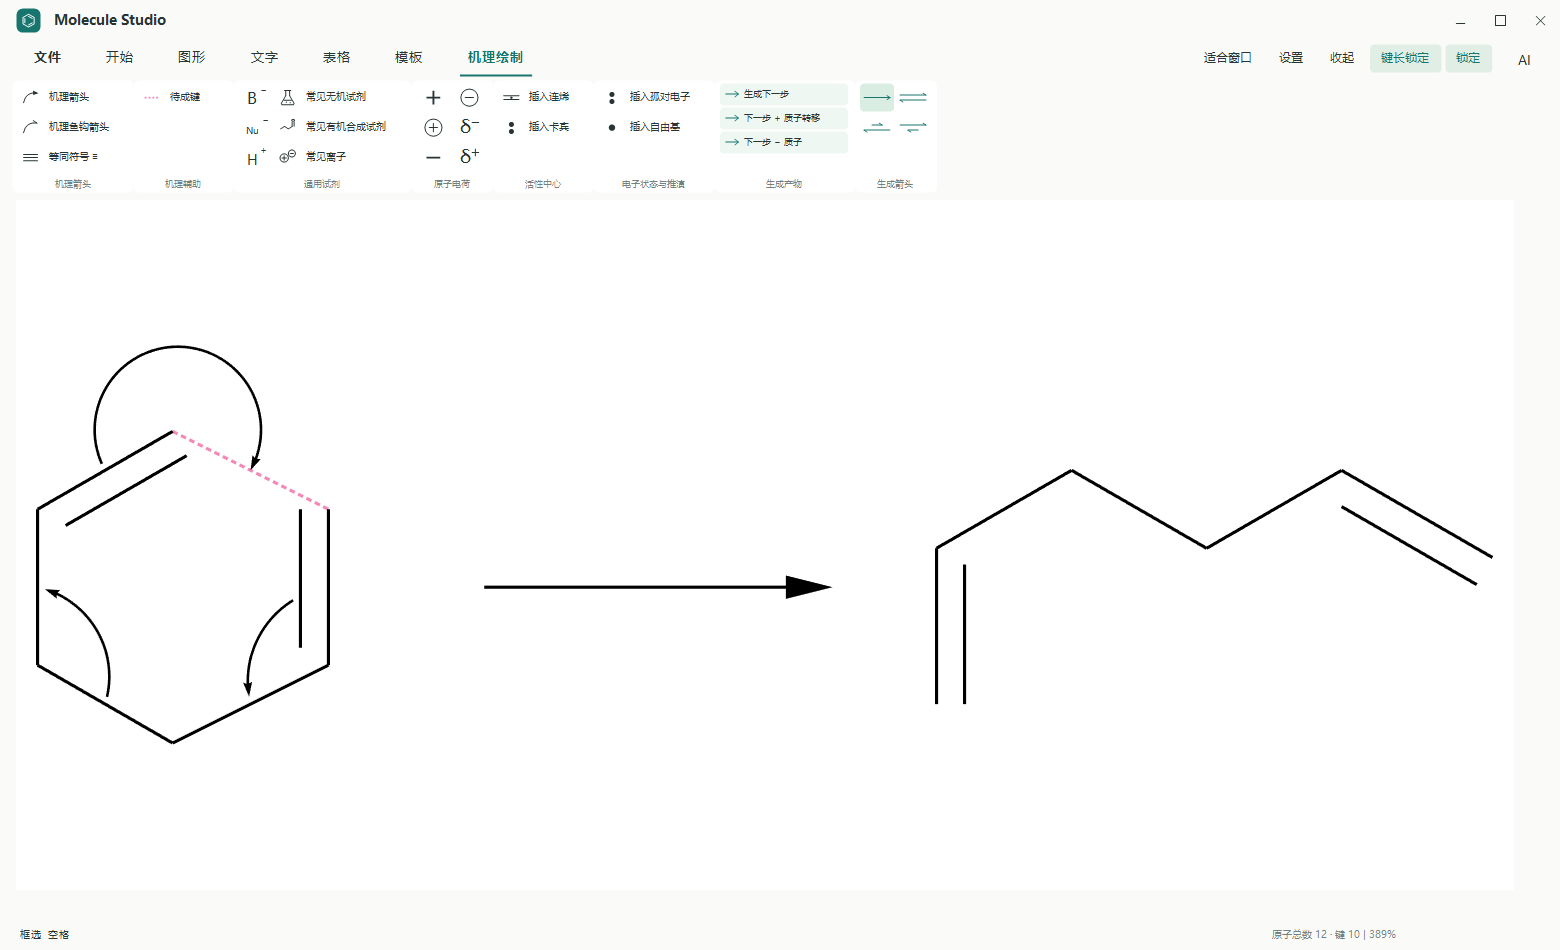 Molecule Studio
文件 开始 图形 文字 表格 模板 机理绘制 适合窗口 设置 收起 键长锁定 锁定 AI
机理箭头 待成键 B⁻ 常见无机试剂 + ⊖ 插入连烯 插入孤对电子 生成下一步
机理鱼钩箭头 Nu⁻ 常见有机合成试剂 ⊕ δ⁻ 插入卡宾 插入自由基 下一步 + 质子转移
等同符号 ≡ H⁺ 常见离子 − δ⁺ 下一步 − 质子
机理箭头 机理辅助 通用试剂 原子电荷 活性中心 电子状态与推演 生成产物 生成箭头
框选 空格 原子总数 12 · 键 10 | 389%